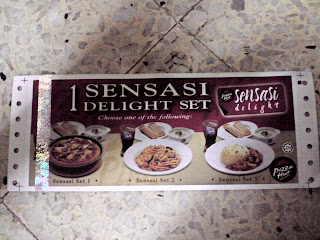 1 SENSASI
DELIGHT SET
Choose one of the following:
sensasi
delight
Sensasi Set 1
Sensasi Set 2
Sensasi Set 3
Pizza
Hut